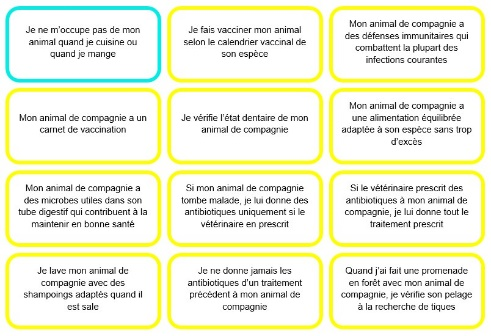 Je ne m'occupe pas de mon
animal quand je cuisine ou
quand je mange
Je fais vacciner mon animal
selon le calendrier vaccinal de
son espèce
Mon animal de compagnie a
des défenses immunitaires qui
combattent la plupart des
infections courantes
Mon animal de compagnie a un
carnet de vaccination
Je vérifie l'état dentaire de mon
animal de compagnie
Mon animal de compagnie a
une alimentation équilibrée
adaptée à son espèce sans trop
d'excès
Mon animal de compagnie a
des microbes utiles dans son
tube digestif qui contribuent à la
maintenir en bonne santé
Si mon animal de compagnie
tombe malade, je lui donne des
antibiotiques uniquement si le
vétérinaire en prescrit
Si le vétérinaire prescrit des
antibiotiques à mon animal de
compagnie, je lui donne tout le
traitement prescrit
Je lave mon animal de
compagnie avec des
shampoings adaptés quand il
est sale
Je ne donne jamais les
antibiotiques d'un traitement
précédent à mon animal de
compagnie
Quand j'ai fait une promenade
en forêt avec mon animal de
compagnie, je vérifie son pelage
à la recherche de tiques